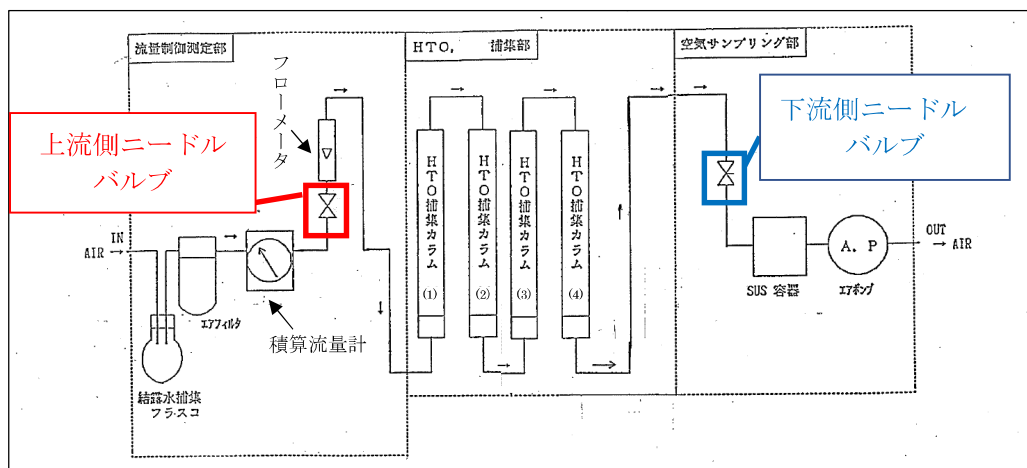 流量制御測定部
HTO, 捕集部
空気サンプリング部
フローメータ
上流側ニードル
バルブ
下流側ニードル
バルブ
HTO捕集カラム
(1)
HTO捕集カラム
(2)
HTO捕集カラム
(3)
HTO捕集カラム
(4)
IN
AIR
OUT
AIR
A. P
SUS 容器
エアポンプ
エアフィルタ
積算流量計
結露水捕集
フラスコ